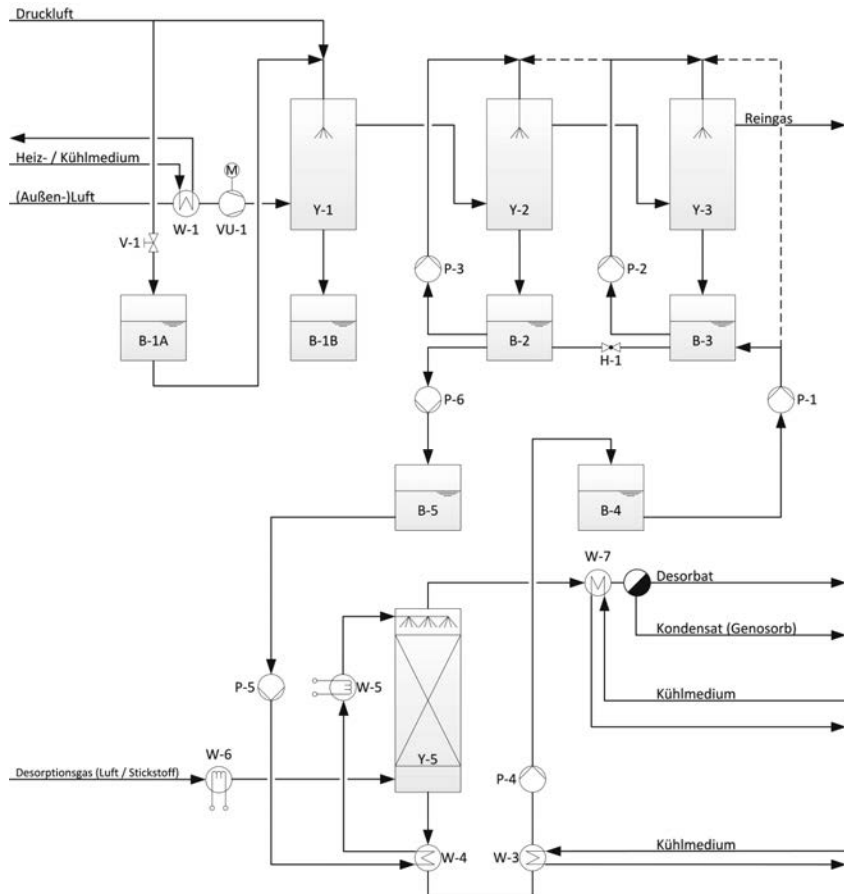 Druckluft
Reingas
Heiz- / Kühlmedium
M
(Außen-)Luft
W-1
VU-1
Y-1
Y-2
Y-3
V-1
P-3
P-2
B-1A
B-1B
B-2
B-3
H-1
P-6
P-1
B-5
B-4
W-7
Desorbat
Kondensat (Genosorb)
P-5
W-5
Kühlmedium
W-6
Y-5
Desorptionsgas (Luft / Stickstoff)
P-4
W-4
W-3
Kühlmedium